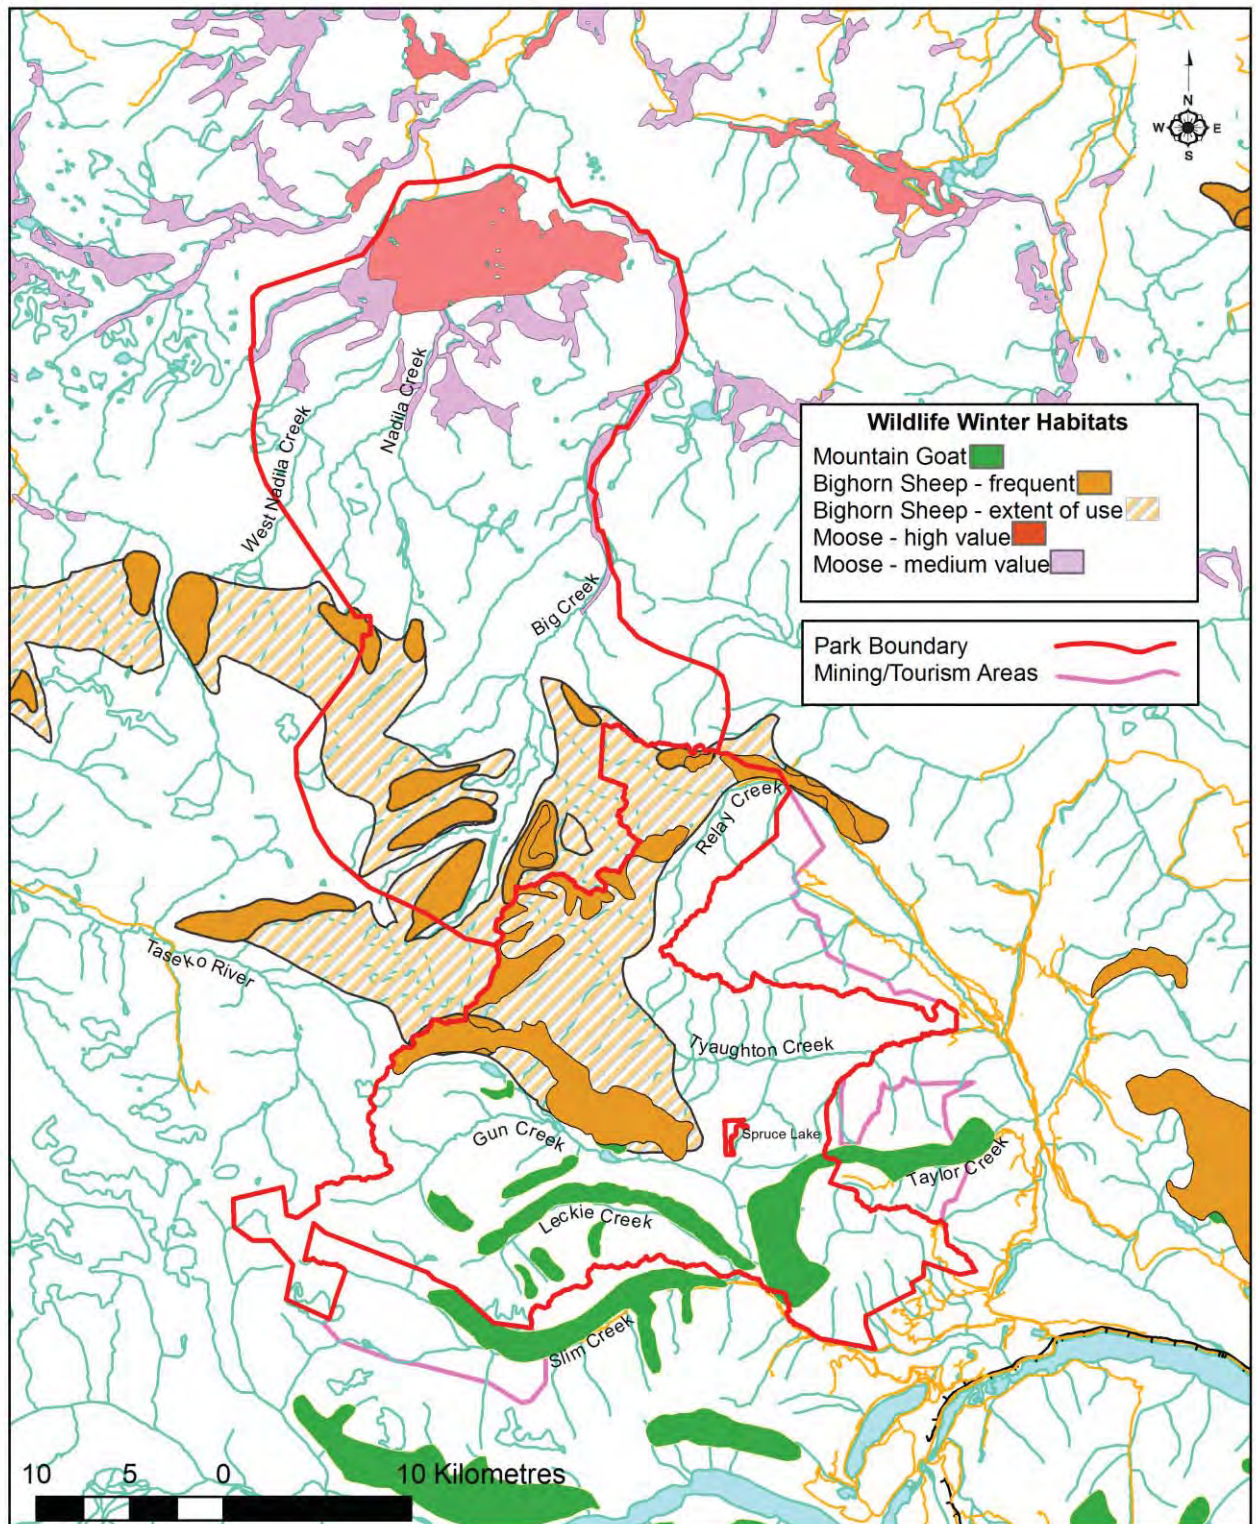 N
W E
S
Wildlife Winter Habitats
Mountain Goat
Bighorn Sheep - frequent
Bighorn Sheep - extent of use
Moose - high value
Moose - medium value
Park Boundary
Mining/Tourism Areas
Nadila Creek
West Nadila Creek
Big Creek
Relay Creek
Taseko River
Tyaughton Creek
Gun Creek
Spruce Lake
Taylor Creek
Leckie Creek
Slim Creek
10 5 0 10 Kilometres